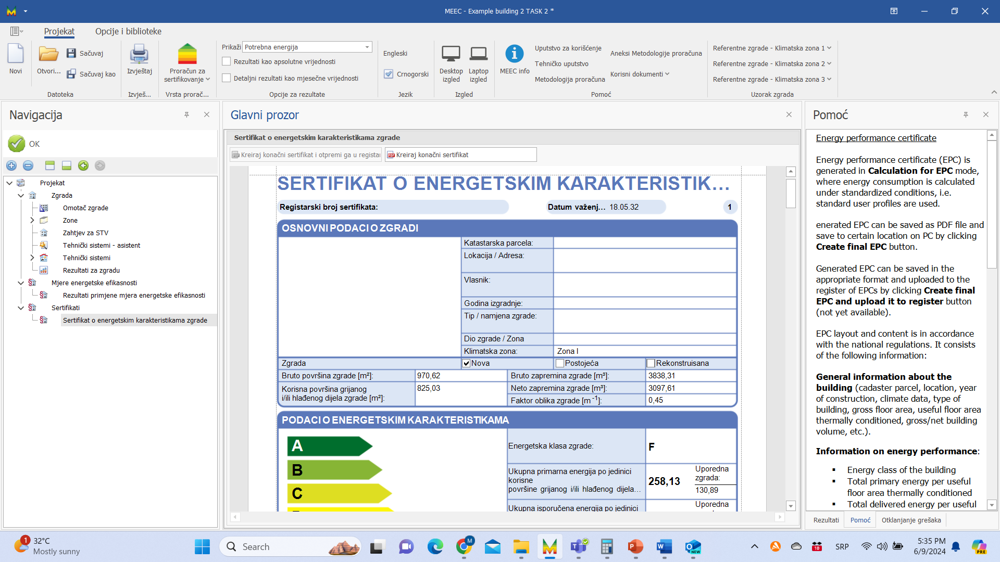 MEEC - Example building 2 TASK 2 *
Projekat
Opcije i biblioteke
Novi
Otvori...
Sačuvaj
Sačuvaj kao
Datoteka
Izvještaj
Izvješ...
Proračun za
sertifikovanje
Vrsta prorač...
Prikaži
Potrebna energija
Rezultati kao apsolutne vrijednosti
Detaljni rezultati kao mjesečne vrijednosti
Opcije za rezultate
Engleski
Crnogorski
Jezik
Desktop
izgled
Laptop
izgled
Izgled
MEEC info
Uputstvo za korišćenje
Tehničko uputstvo
Metodologija proračuna
Aneksi Metodologije proračuna
Korisni dokumenti
Pomoć
Referentne zgrade - Klimatska zona 1
Referentne zgrade - Klimatska zona 2
Referentne zgrade - Klimatska zona 3
Uzorak zgrada
Navigacija
OK
Projekat
Zgrada
Omotač zgrade
Zone
Zahtjev za STV
Tehnički sistemi - asistent
Tehnički sistemi
Rezultati za zgradu
Mjere energetske efikasnosti
Rezultati primjene mjera energetske efikasnosti
Sertifikati
Sertifikat o energetskim karakteristikama zgrade
Glavni prozor
Sertifikat o energetskim karakteristikama zgrade
Kreiraj konačni sertifikat i otpremi ga u registar
Kreiraj konačni sertifikat
SERTIFIKAT O ENERGETSKIM KARAKTERISTIK...
Registarski broj sertifikata:
Datum važenj... 18.05.32
1
OSNOVNI PODACI O ZGRADI
Katastarska parcela:
Lokacija / Adresa:
Vlasnik:
Godina izgradnje:
Tip / namjena zgrade:
Dio zgrade / Zona
Klimatska zona: Zona I
Zgrada Nova Postojeća Rekonstruisana
Bruto površina zgrade [m²]: 970,62 Bruto zapremina zgrade [m³]: 3838,31
Korisna površina grijanog
i/ili hlađenog dijela zgrade [m²]: 825,03
Neto zapremina zgrade [m³]: 3097,61
Faktor oblika zgrade [m -1]: 0,45
PODACI O ENERGETSKIM KARAKTERISTIKAMA
A
B
C
Energetska klasa zgrade: F
Ukupna primarna energija po jedinici
korisne
površine grijanog i/ili hlađenog dijela...
258,13
Uporedna
zgrada:
130,89
Ukupna isporučena energija po jedinici
Uporedna
Pomoć
Energy performance certificate
Energy performance certificate (EPC) is
generated in Calculation for EPC mode,
where energy consumption is calculated
under standardized conditions, i.e.
standard user profiles are used.
enerated EPC can be saved as PDF file and
save to certain location on PC by clicking
Create final EPC button.
Generated EPC can be saved in the
appropriate format and uploaded to the
register of EPCs by clicking Create final
EPC and upload it to register button
(not yet available).
EPC layout and content is in accordance
with the national regulations. It consists
of the following information:
General information about the
building (cadaster parcel, location, year
of construction, climate data, type of
building, gross floor area, useful floor area
thermally conditioned, gross/net building
volume, etc.).
Information on energy performance:
▪ Energy class of the building
▪ Total primary energy per useful
floor area thermally conditioned
▪ Total delivered energy per useful
Rezultati
Pomoć
Otklanjanje grešaka
1
32°C
Mostly sunny
Search
M
NEW
10
SRP
5:35 PM
6/9/2024
PRE